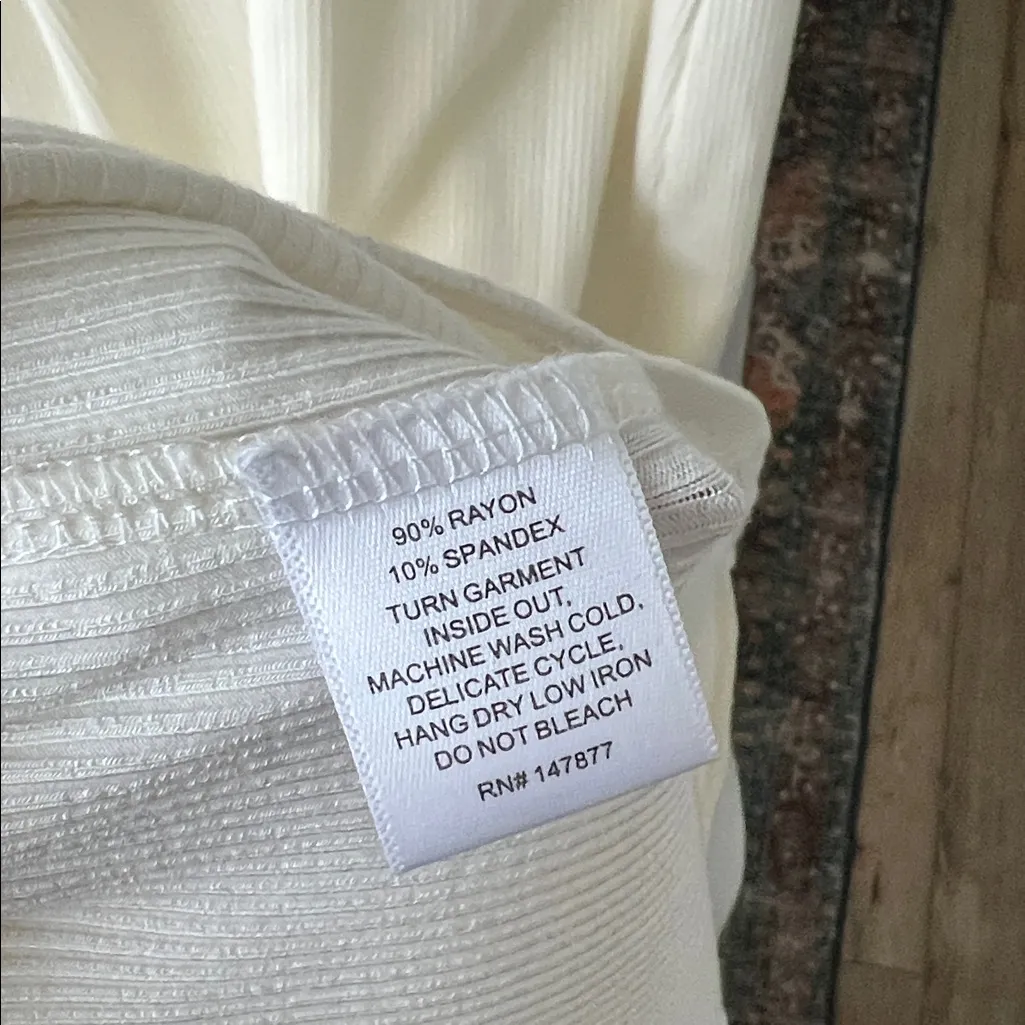 90% RAYON
10% SPANDEX
TURN GARMENT
INSIDE OUT,
MACHINE WASH COLD,
DELICATE CYCLE,
HANG DRY LOW IRON
DO NOT BLEACH
RN# 147877